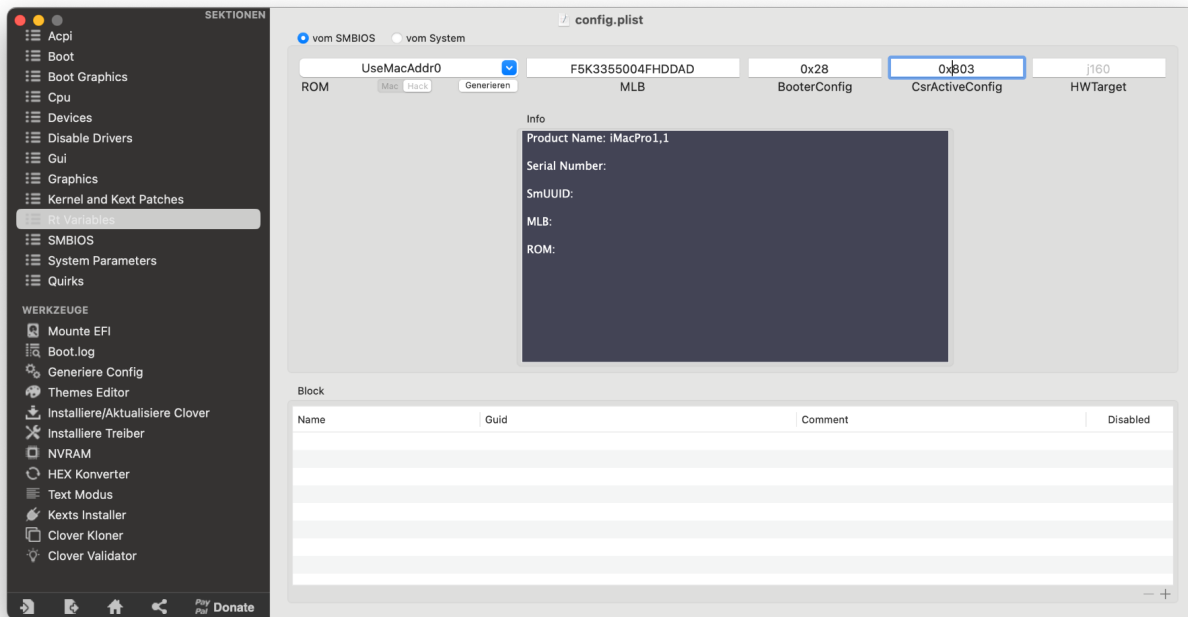 SEKTIONEN
Acpi
Boot
Boot Graphics
Cpu
Devices
Disable Drivers
Gui
Graphics
Kernel and Kext Patches
Rt Variables
SMBIOS
System Parameters
Quirks
WERKZEUGE
Mounte EFI
Boot.log
Generiere Config
Themes Editor
Installiere/Aktualisiere Clover
Installiere Treiber
NVRAM
HEX Konverter
Text Modus
Kexts Installer
Clover Kloner
Clover Validator
Pay
Pal Donate
config.plist
vom SMBIOS vom System
UseMacAddr0 F5K3355004FHDDAD 0x28 0x803 j160
ROM Mac Hack Generieren MLB BooterConfig CsrActiveConfig HWTarget
Info
Product Name: iMacPro1,1
Serial Number:
SmUUID:
MLB:
ROM:
Block
Name Guid Comment Disabled